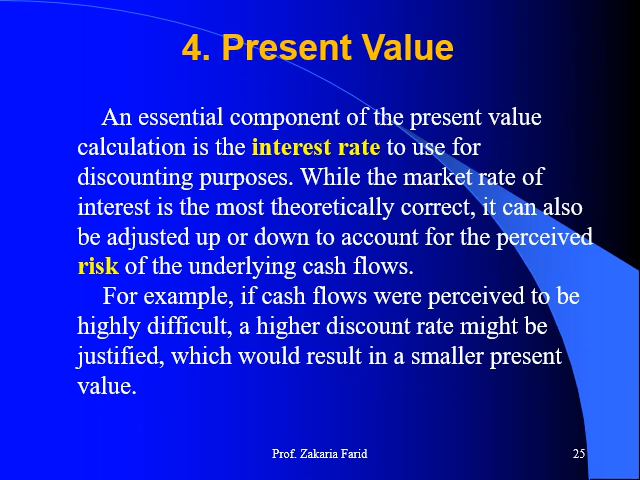 4. Present Value
An essential component of the present value
calculation is the interest rate to use for
discounting purposes. While the market rate of
interest is the most theoretically correct, it can also
be adjusted up or down to account for the perceived
risk of the underlying cash flows.
For example, if cash flows were perceived to be
highly difficult, a higher discount rate might be
justified, which would result in a smaller present
value.
Prof. Zakaria Farid
25